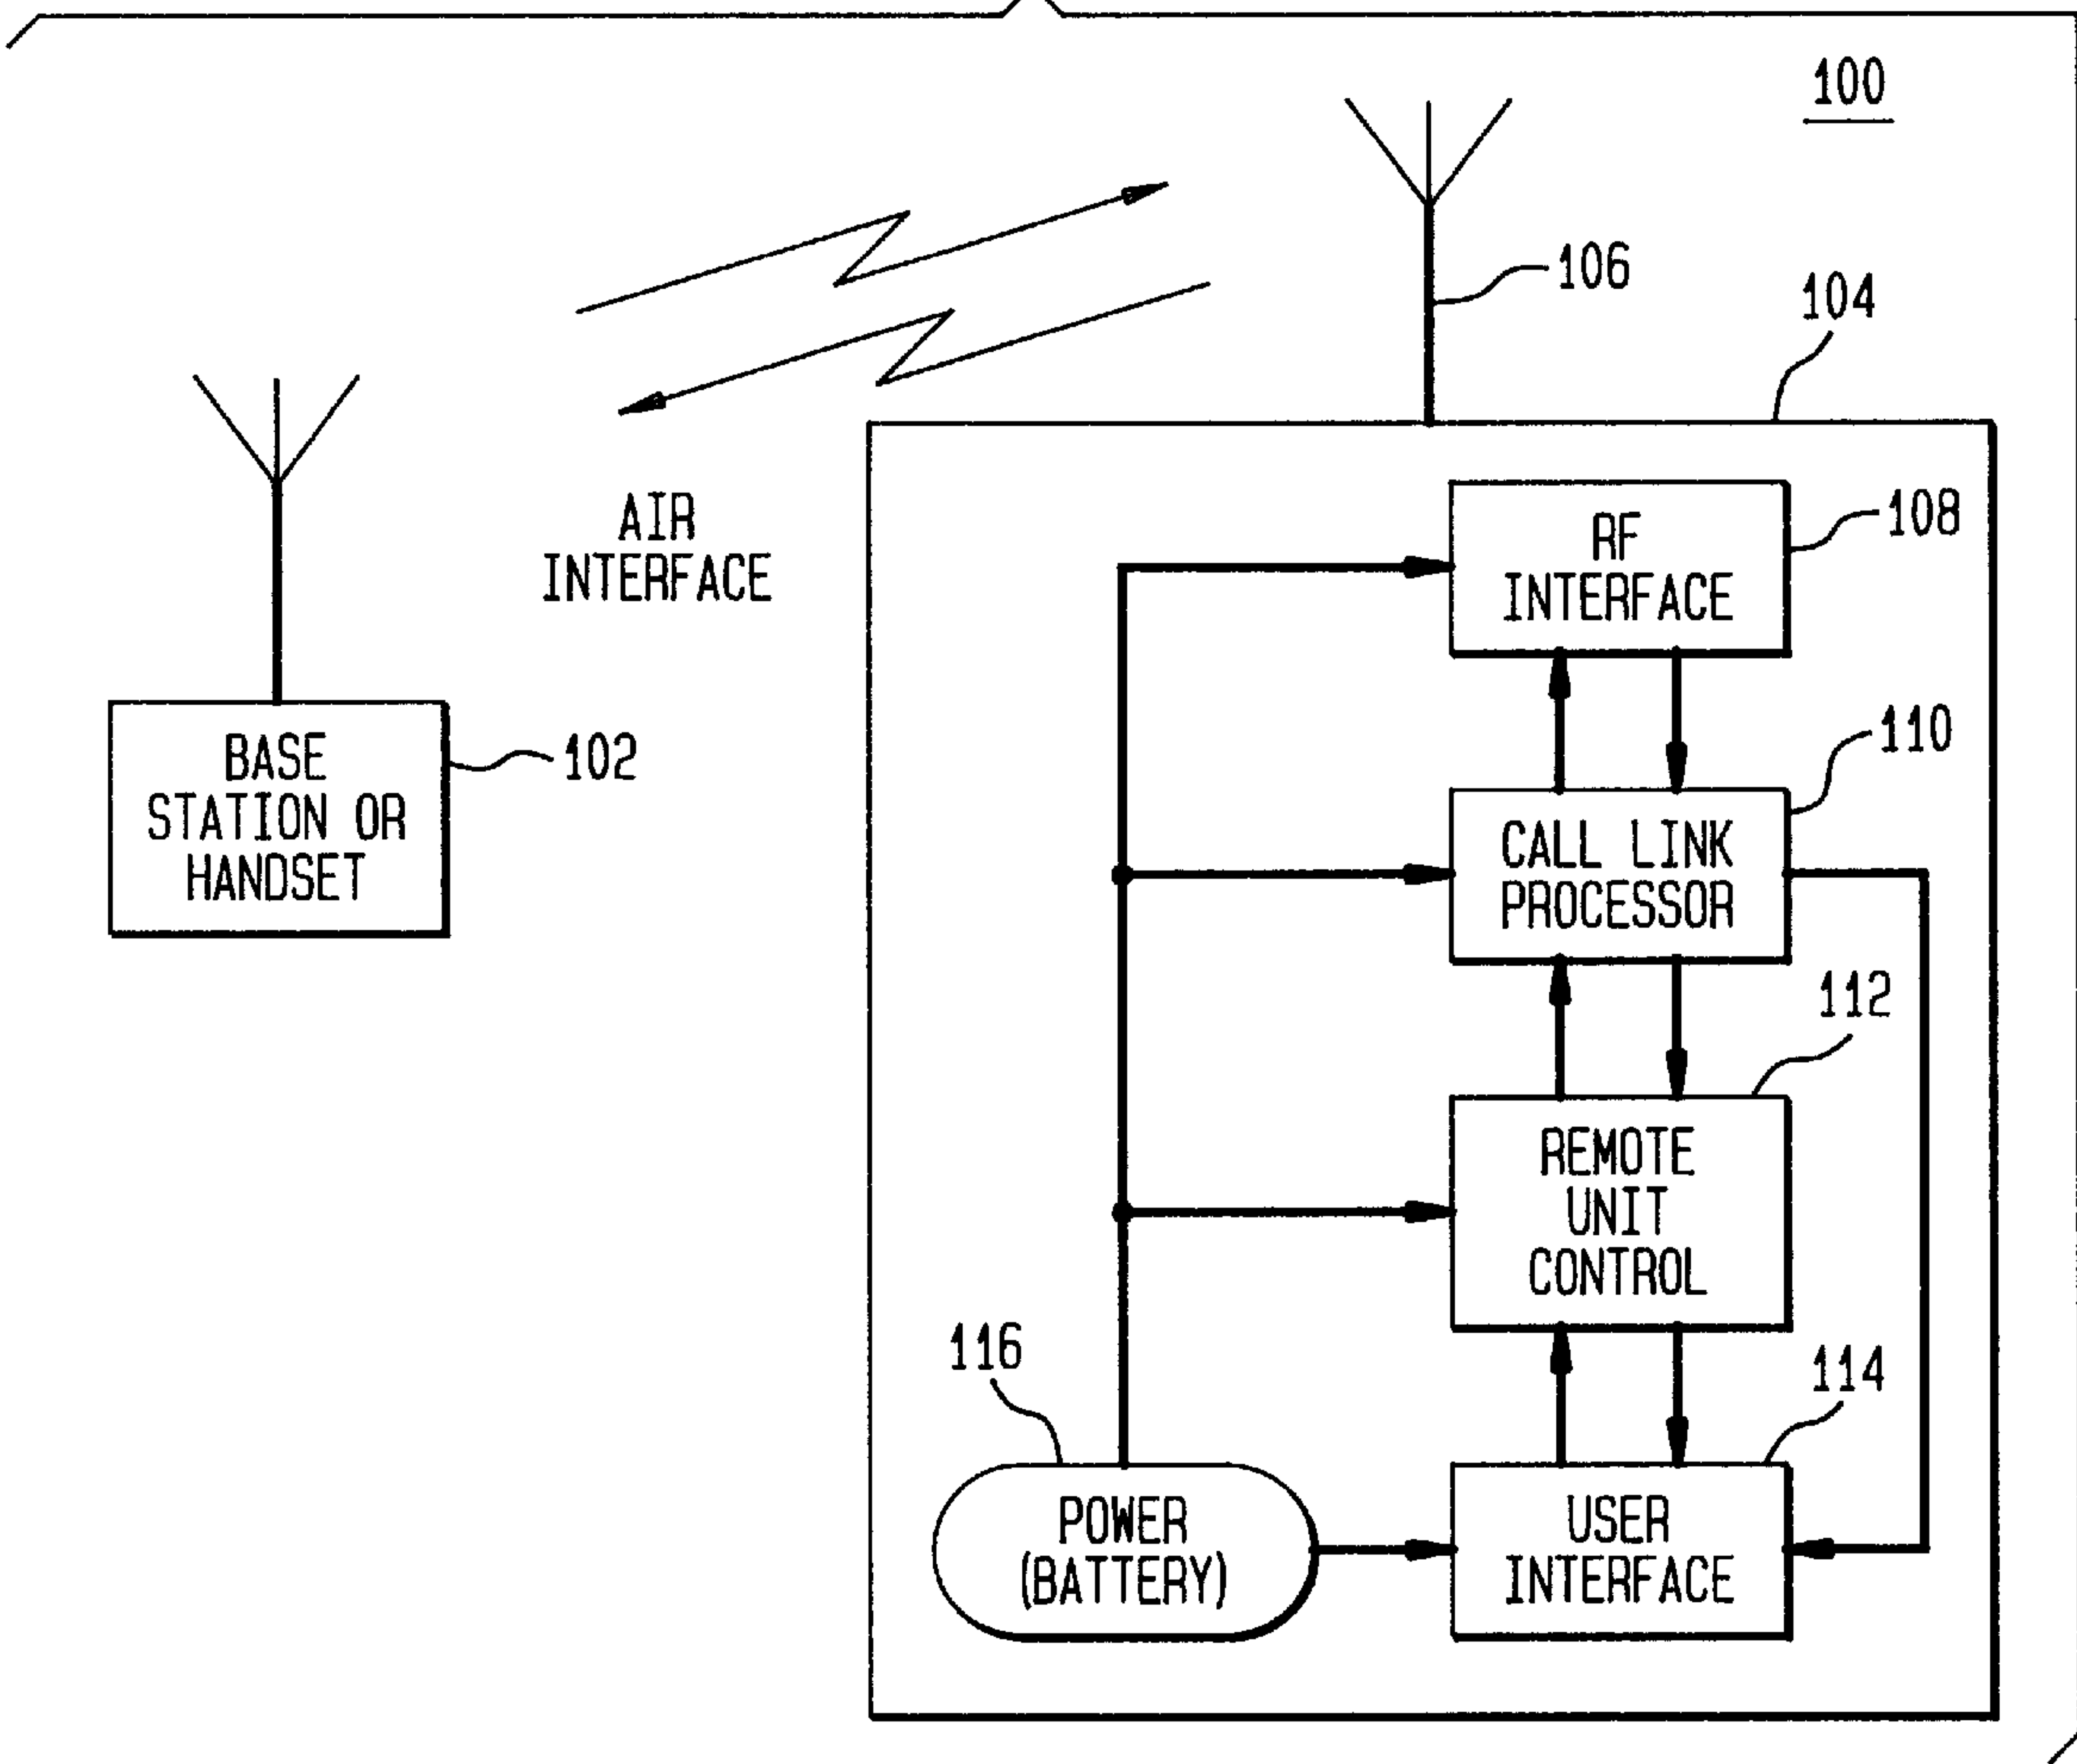 100
106
104
AIR
INTERFACE
RF
INTERFACE
108
BASE
STATION OR
HANDSET
102
110
CALL LINK
PROCESSOR
112
REMOTE
UNIT
CONTROL
116
114
POWER
(BATTERY)
USER
INTERFACE